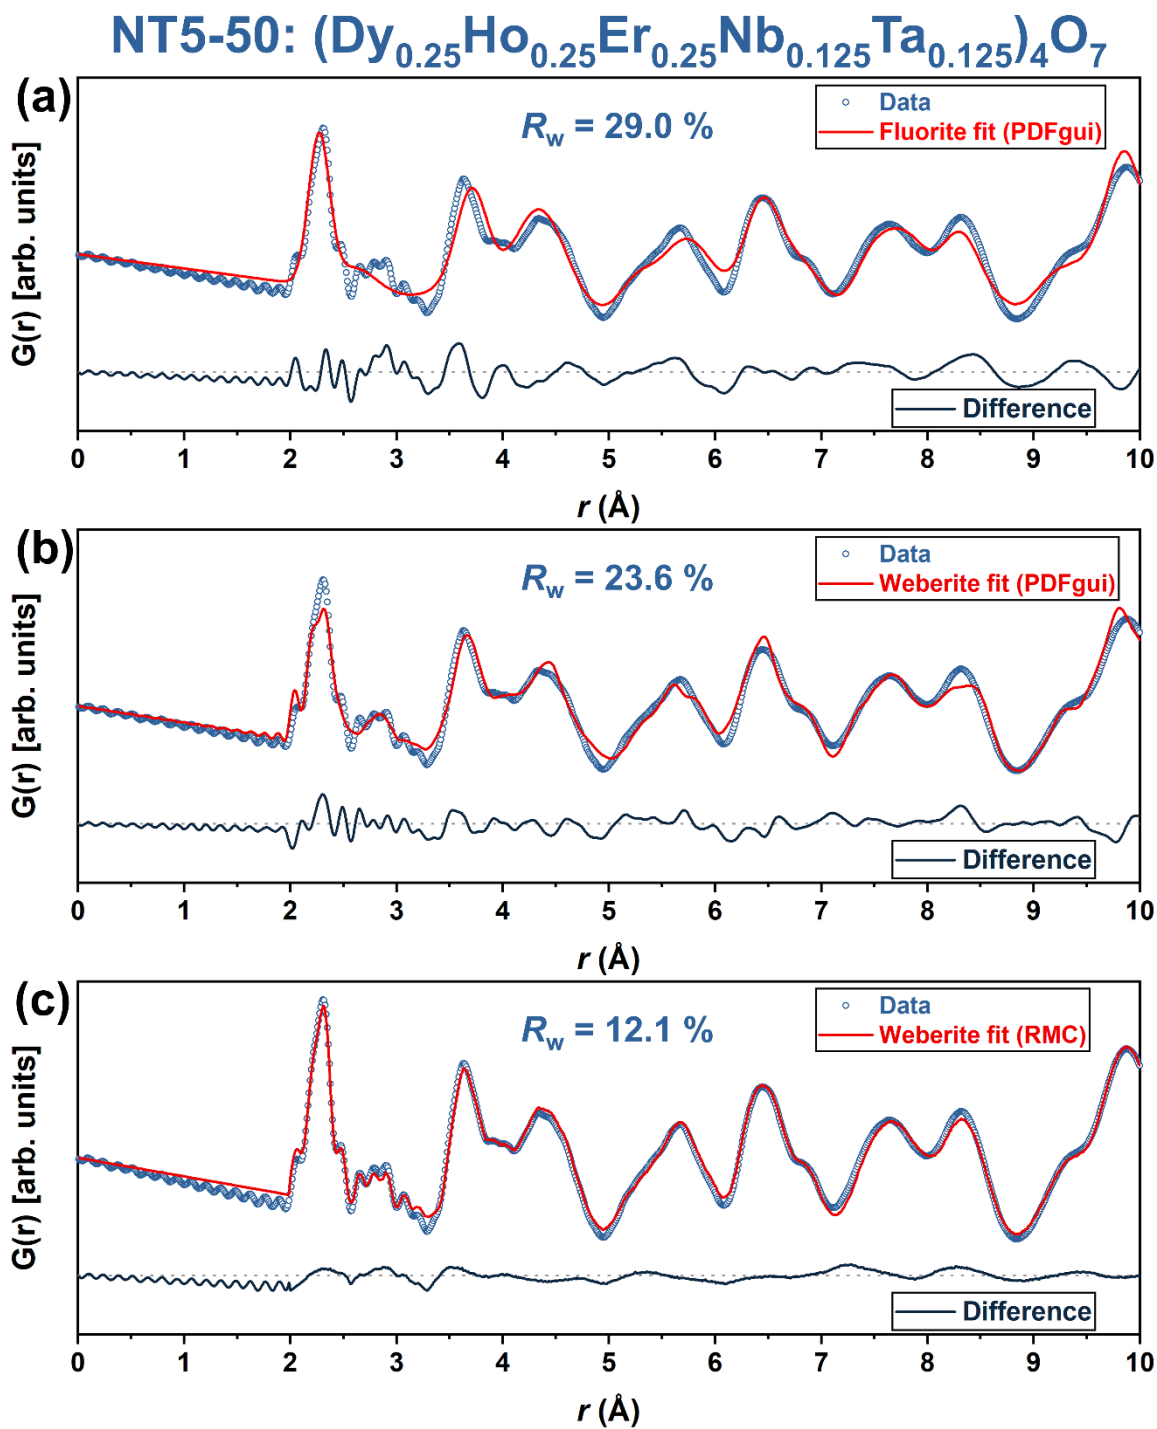 NT5-50: (Dy0.25Ho0.25Er0.25Nb0.125Ta0.125)4O7
(a)
Rw = 29.0 %
Data
Fluorite fit (PDFgui)
G(r) [arb. units]
Difference
0 1 2 3 4 5 6 7 8 9 10
r (Å)
(b)
Rw = 23.6 %
Data
Weberite fit (PDFgui)
G(r) [arb. units]
Difference
0 1 2 3 4 5 6 7 8 9 10
r (Å)
(c)
Rw = 12.1 %
Data
Weberite fit (RMC)
G(r) [arb. units]
Difference
0 1 2 3 4 5 6 7 8 9 10
r (Å)